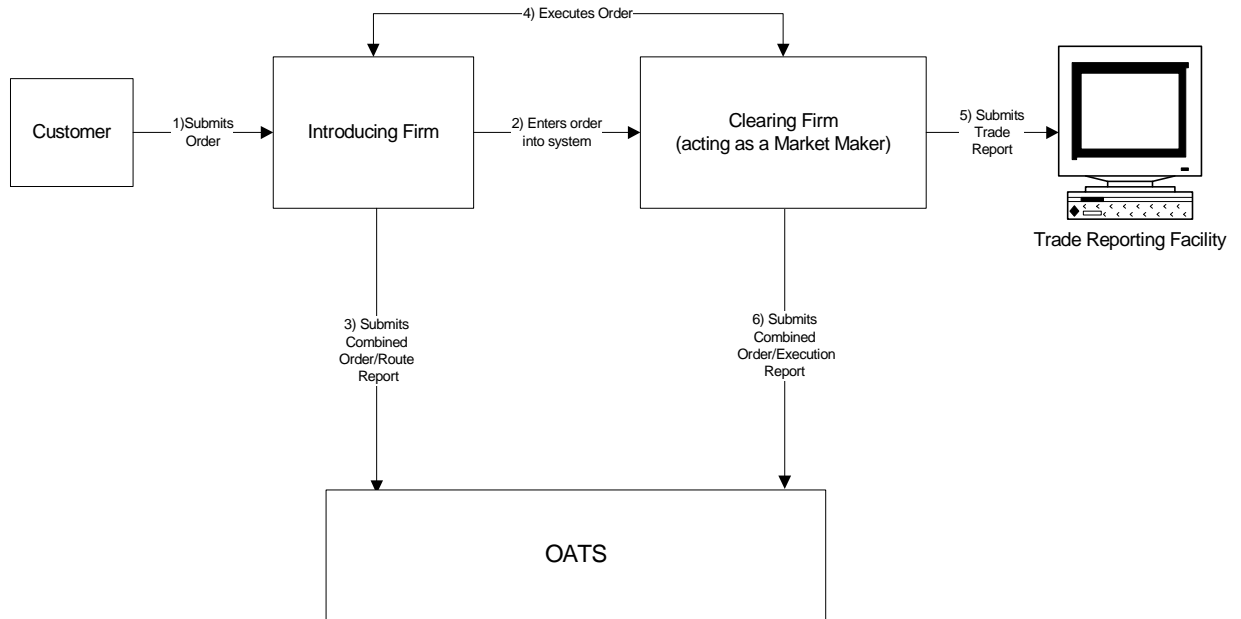 4) Executes Order
Customer
1)Submits
Order
Introducing Firm
2) Enters order
into system
Clearing Firm
(acting as a Market Maker)
5) Submits
Trade
Report
Trade Reporting Facility
3) Submits
Combined
Order/Route
Report
6) Submits
Combined
Order/Execution
Report
OATS